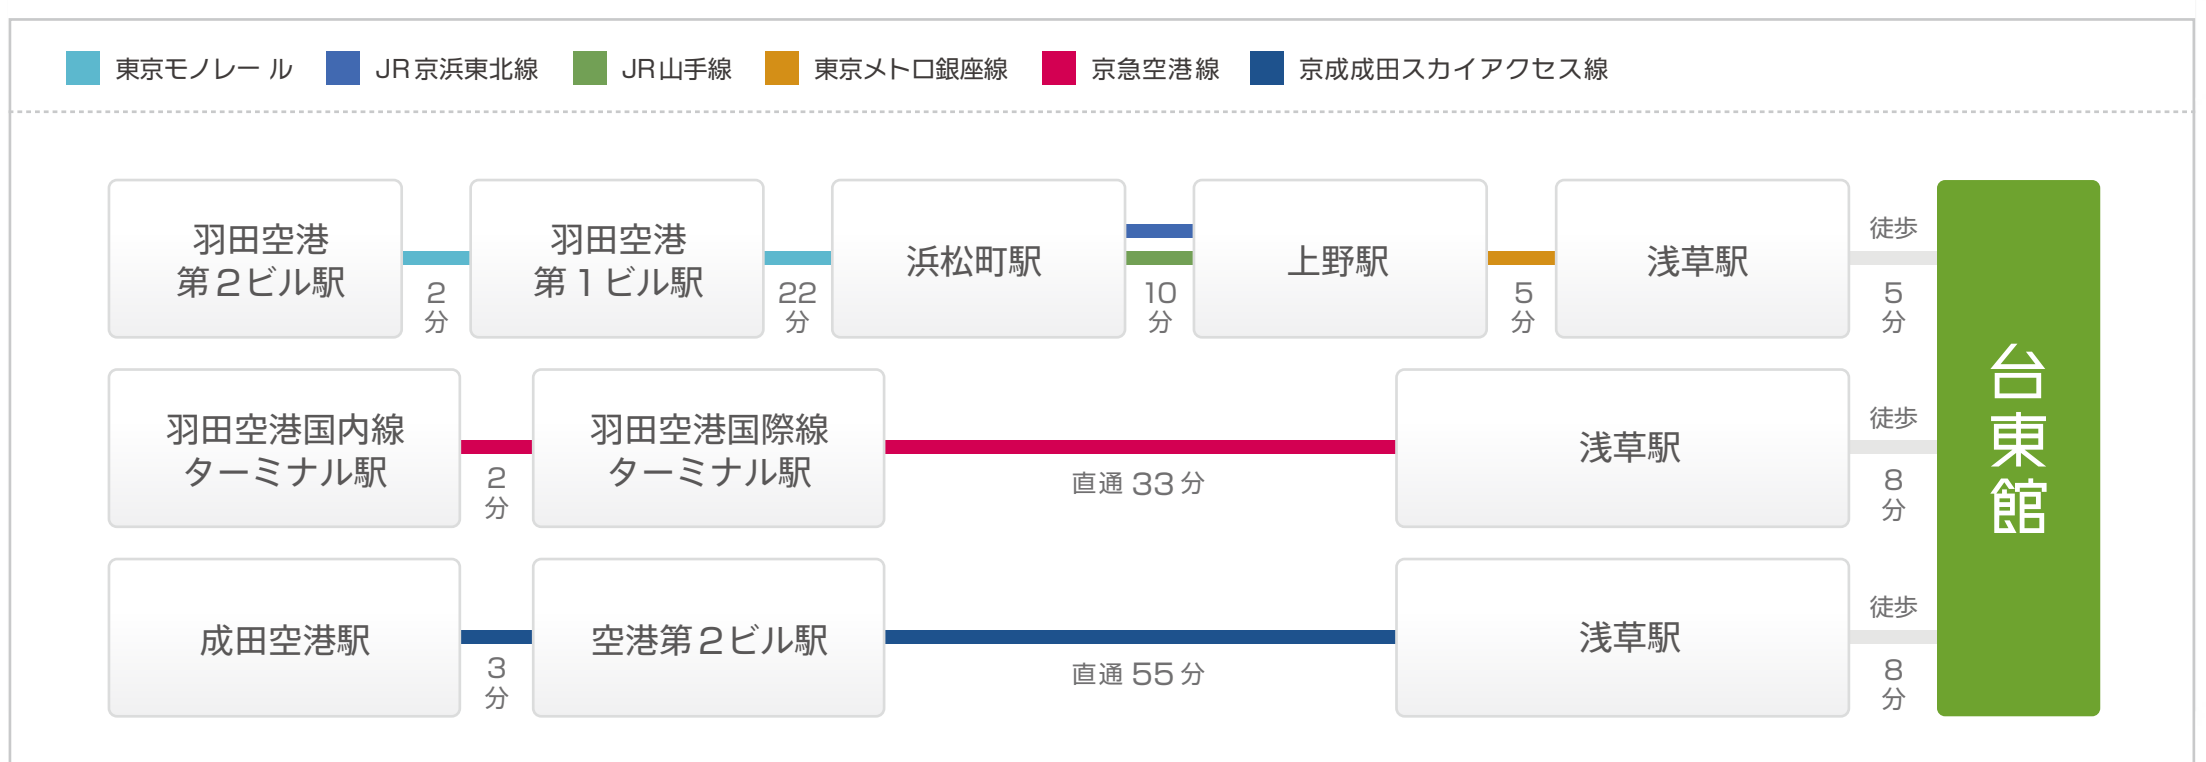 東京モノレール
JR京浜東北線
JR山手線
東京メトロ銀座線
京急空港線
京成成田スカイアクセス線
羽田空港
第2ビル駅
2
分
羽田空港
第1ビル駅
22
分
浜松町駅
10
分
上野駅
5
分
浅草駅
徒歩
5
分
羽田空港国内線
ターミナル駅
2
分
羽田空港国際線
ターミナル駅
直通 33 分
浅草駅
徒歩
8
分
成田空港駅
3
分
空港第2ビル駅
直通 55 分
浅草駅
徒歩
8
分
台東館